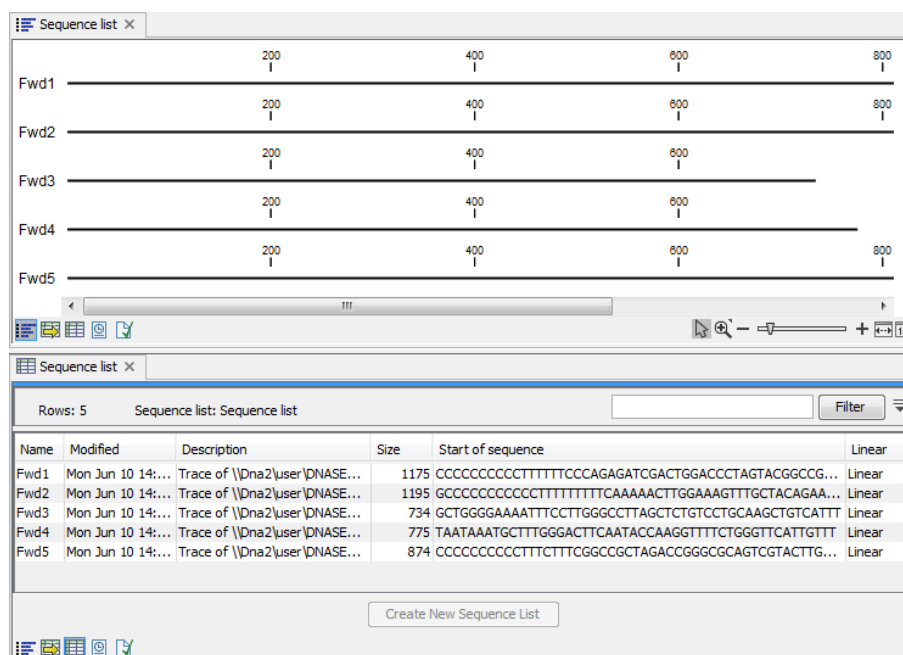 Sequence list
200 400 600 800
Fwd1
200 400 600 800
Fwd2
200 400 600
Fwd3
200 400 600
Fwd4
200 400 600 800
Fwd5
Sequence list
Rows: 5 Sequence list: Sequence list Filter
Name Modified Description Size Start of sequence Linear
Fwd1 Mon Jun 10 14:... Trace of \\Dna2\user\DNASE... 1175 CCCCCCCCCCTTTTTTCCCAGAGATCGACTGGACCCTAGTACGGCCG... Linear
Fwd2 Mon Jun 10 14:... Trace of \\Dna2\user\DNASE... 1195 GCCCCCCCCCCCTTTTTTTTTCAAAAACTTGGAAAGTTTGCTACAGAA... Linear
Fwd3 Mon Jun 10 14:... Trace of \\Dna2\user\DNASE... 734 GCTGGGGAAAATTTCCTTGGGCCTTAGCTCTGTCCTGCAAGCTGTCATTT Linear
Fwd4 Mon Jun 10 14:... Trace of \\Dna2\user\DNASE... 775 TAATAAATGCTTTGGGACTTCAATACCAAGGTTTTCTGGGTTCATTGTTT Linear
Fwd5 Mon Jun 10 14:... Trace of \\Dna2\user\DNASE... 874 CCCCCCCCCCTTTCTTTCGGCCGCTAGACCGGGCGCAGTCGTACTTG... Linear
Create New Sequence List